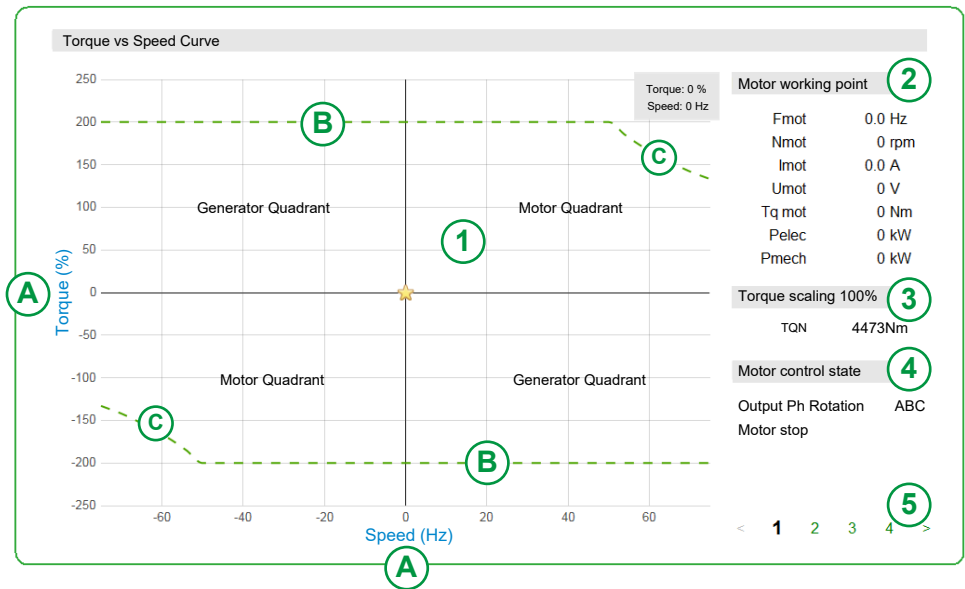 Torque vs Speed Curve
250
200
150
100
50
0
-50
-100
-150
-200
-250
Torque (%)
A
-60
-40
-20
0
20
40
60
Speed (Hz)
A
B
C
Torque: 0 %
Speed: 0 Hz
Generator Quadrant
Motor Quadrant
1
Motor Quadrant
Generator Quadrant
C
B
Motor working point
2
Fmot 0.0 Hz
Nmot 0 rpm
Imot 0.0 A
Umot 0 V
Tq mot 0 Nm
Pelec 0 kW
Pmech 0 kW
Torque scaling 100%
3
TQN 4473Nm
Motor control state
4
Output Ph Rotation ABC
Motor stop
5
< 1 2 3 4 >